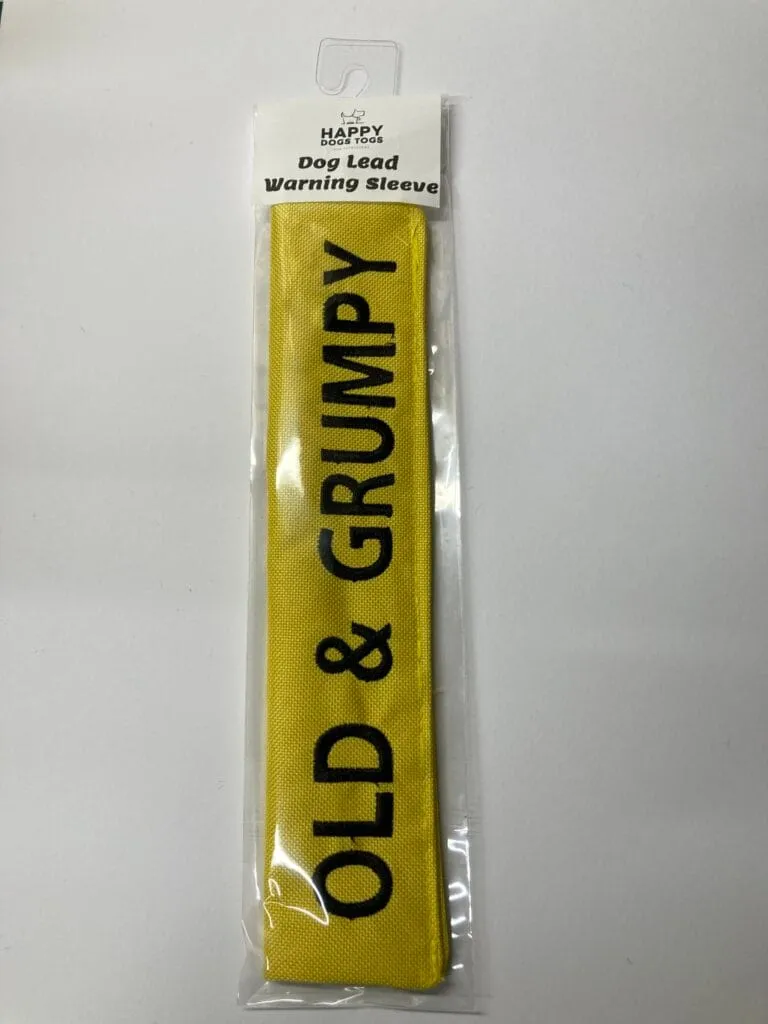 HAPPY
DOGS TOGS
Dog Lead
Warning Sleeve
OLD & GRUMPY